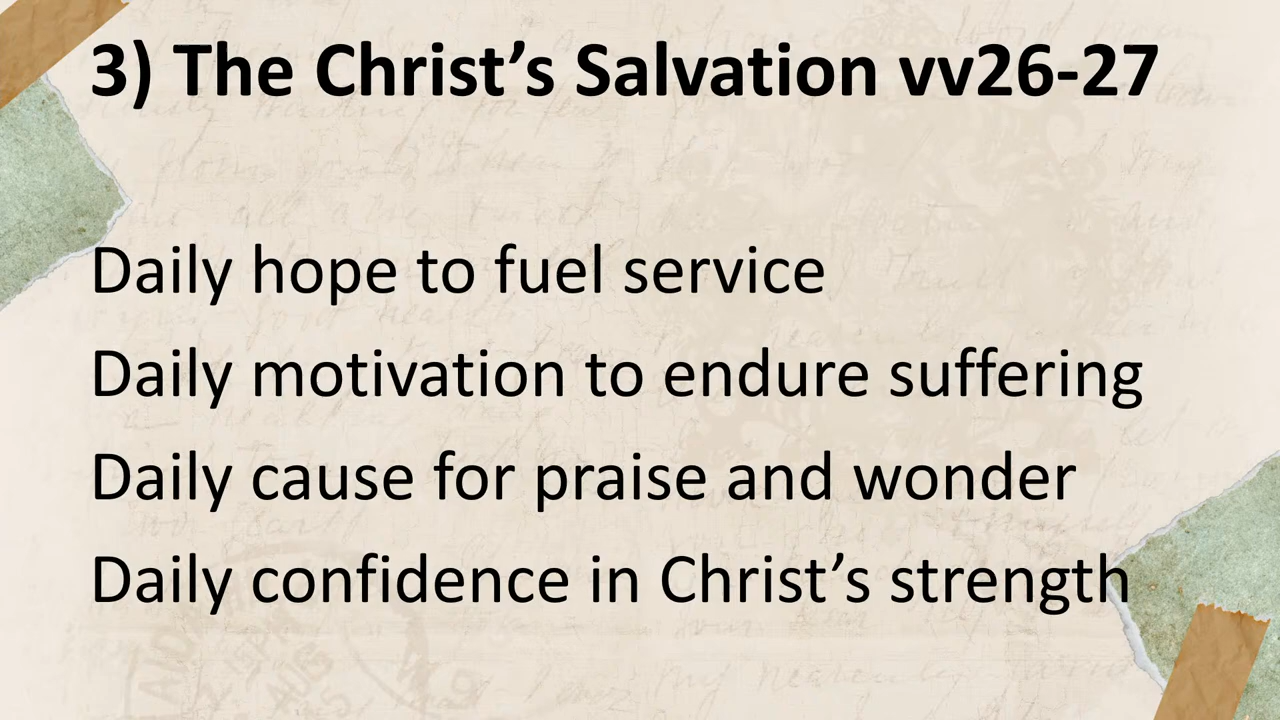 3) The Christ’s Salvation vv26-27
Daily hope to fuel service
Daily motivation to endure suffering
Daily cause for praise and wonder
Daily confidence in Christ’s strength